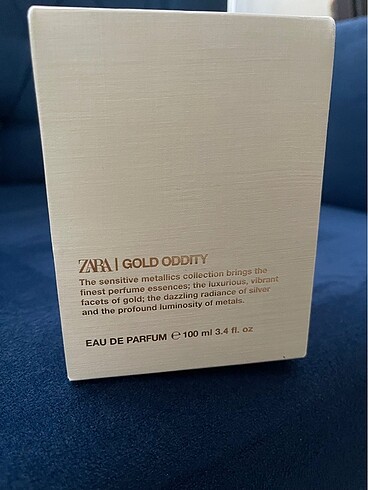 ZARA | GOLD ODDITY
The sensitive metallics collection brings the
finest perfume essences; the luxurious, vibrant
facets of gold; the dazzling radiance of silver
and the profound luminosity of metals.
EAU DE PARFUM ℮ 100 ml 3.4 fl. oz